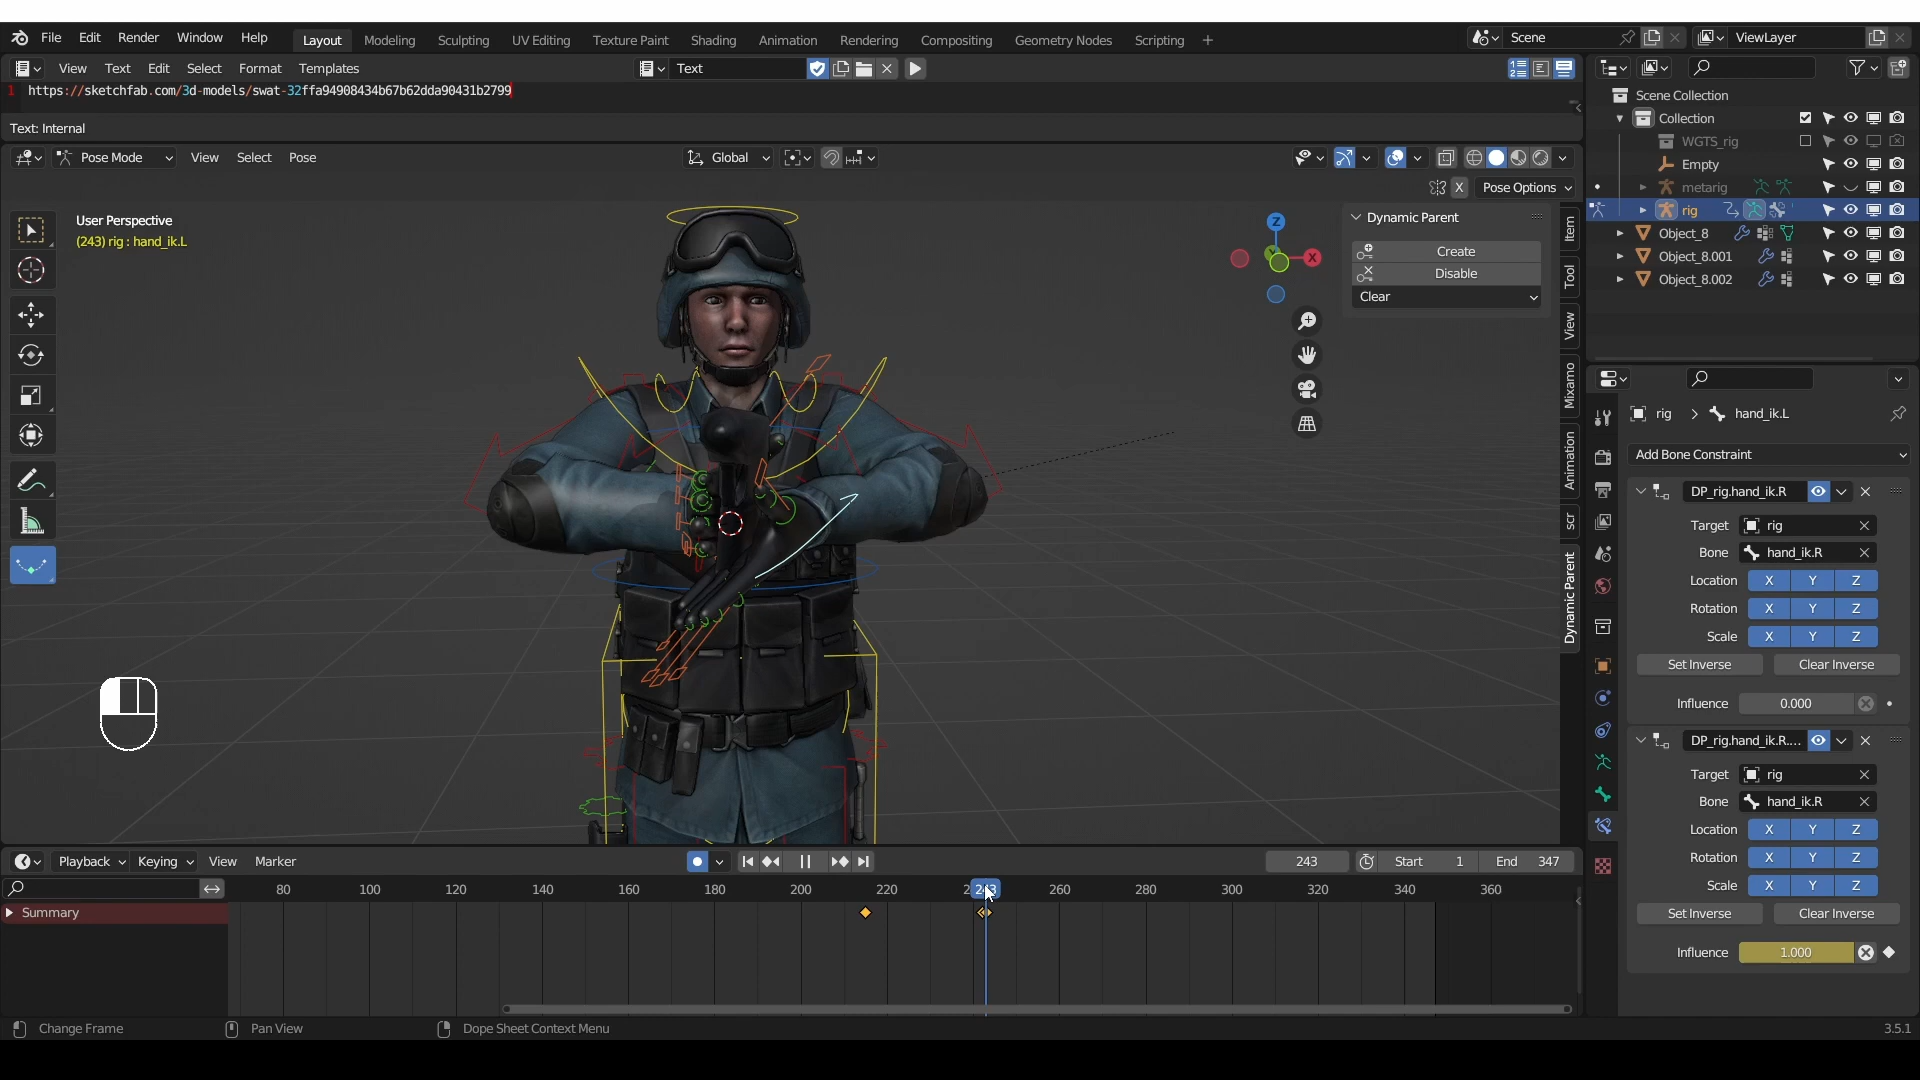 File Edit Render Window Help Layout Modeling Sculpting UV Editing Texture Paint Shading Animation Rendering Compositing Geometry Nodes Scripting + Scene ViewLayer
View Text Edit Select Format Templates Text
1 https://sketchfab.com/3d-models/swat-32ffa94908434b67b62dda90431b2799
Text: Internal
Pose Mode View Select Pose Global
X Pose Options
User Perspective
(243) rig : hand_ik.L
Z
X
Dynamic Parent
Create
Disable
Clear
Item
Tool
View
Mixamo
Animation
scr
Dynamic Parent
Scene Collection
Collection
WGTS_rig
Empty
metarig
rig
Object_8
Object_8.001
Object_8.002
rig > hand_ik.L
Add Bone Constraint
DP_rig.hand_ik.R
Target rig
Bone hand_ik.R
Location X Y Z
Rotation X Y Z
Scale X Y Z
Set Inverse Clear Inverse
Influence 0.000
DP_rig.hand_ik.R....
Target rig
Bone hand_ik.R
Location X Y Z
Rotation X Y Z
Scale X Y Z
Set Inverse Clear Inverse
Influence 1.000
Playback Keying View Marker 243 Start 1 End 347
80 100 120 140 160 180 200 220 243 260 280 300 320 340 360
Summary
Change Frame Pan View Dope Sheet Context Menu 3.5.1